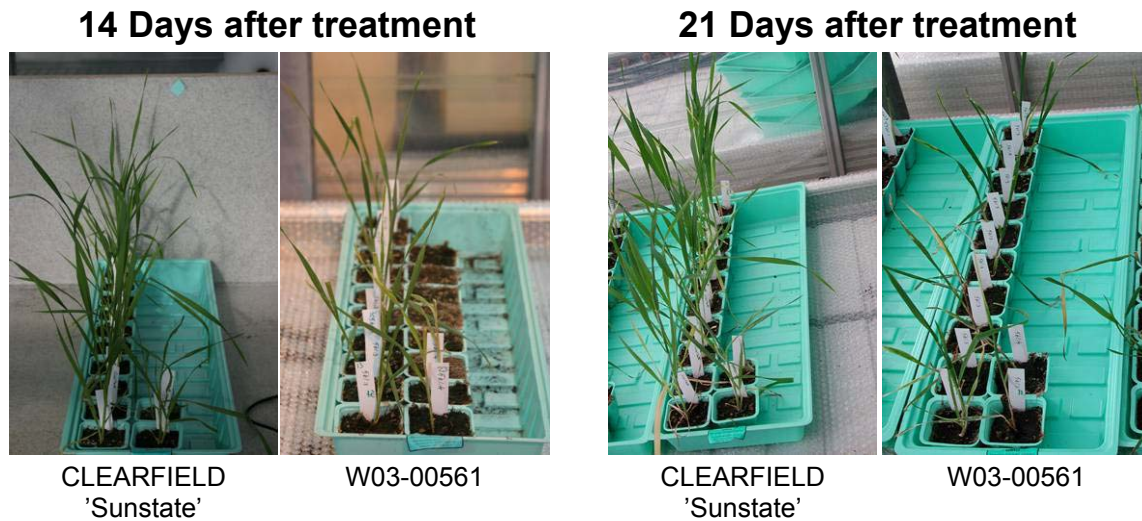 14 Days after treatment
21 Days after treatment
CLEARFIELD
’Sunstate’
W03-00561
CLEARFIELD
’Sunstate’
W03-00561